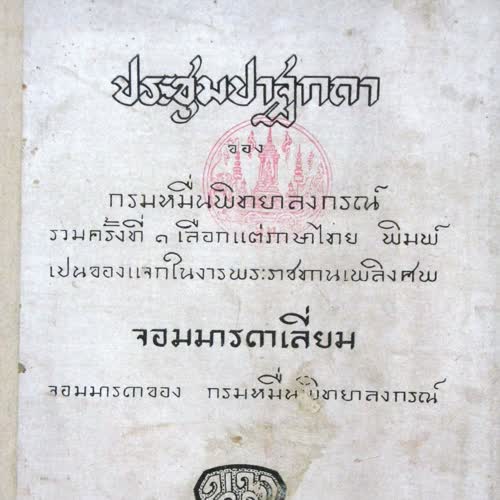 ประชุมปาฐกถา
ของ
กรมหมื่นพิทยาลงกรณ์
รวมครั้งที่ ๑ เลือกแต่ภาษาไทย พิมพ์
เปนของแจกในงารพระราชทานเพลิงศพ
จอมมารดาเลี่ยม
จอมมารดาของ กรมหมื่นพิทยาลงกรณ์